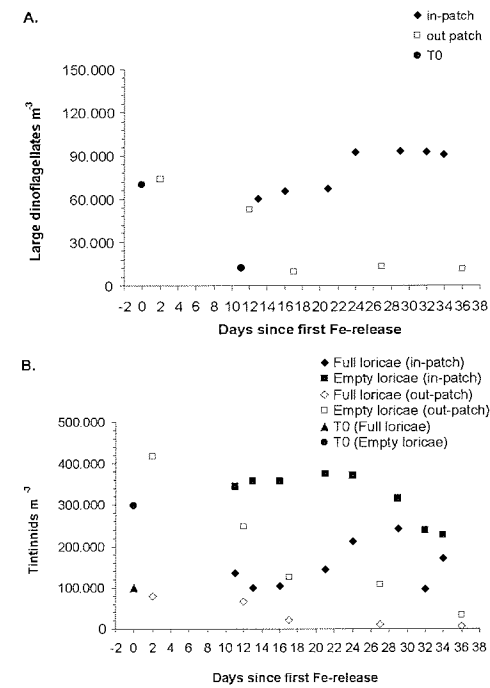 A.
in-patch
out patch
T0
150.000
120.000
90.000
60.000
30.000
0
Large dinoflagellates m-3
-2 0 2 4 6 8 10 12 14 16 18 20 22 24 26 28 30 32 34 36 38
Days since first Fe-release
B.
Full loricae (in-patch)
Empty loricae (in-patch)
Full loricae (out-patch)
Empty loricae (out-patch)
T0 (Full loricae)
T0 (Empty loricae)
500.000
400.000
300.000
200.000
100.000
0
Tintinnids m-3
-2 0 2 4 6 8 10 12 14 16 18 20 22 24 26 28 30 32 34 36 38
Days since first Fe-release